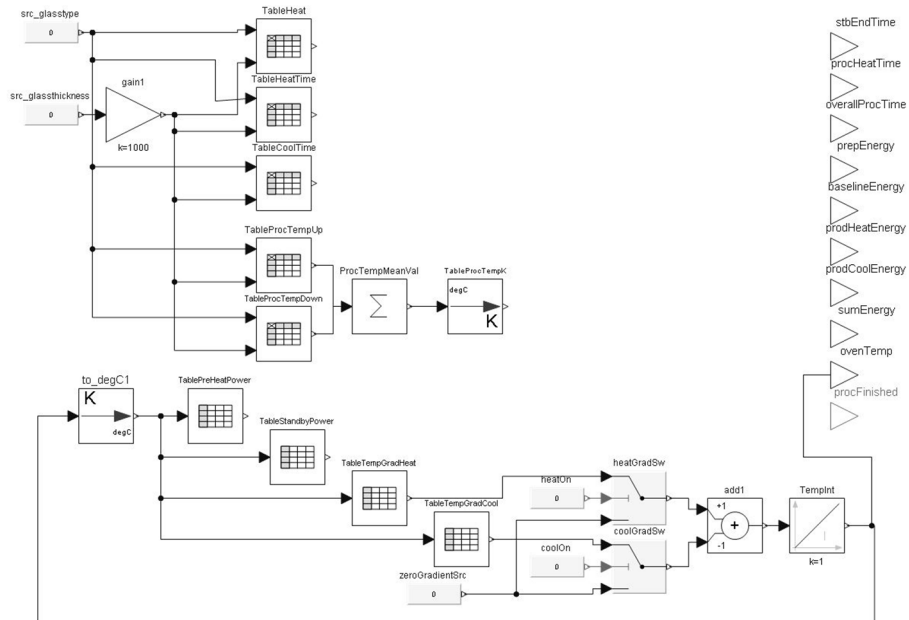 TableHeat
stbEndTime
src_glasstype
0
procHeatTime
TableHeatTime
gain1
src_glassthickness
0
k=1000
overallProcTime
TableCoolTime
prepEnergy
baselineEnergy
TableProcTempUp
prodHeatEnergy
ProcTempMeanVal
TableProcTempK
prodCoolEnergy
degC
Σ
K
TableProcTempDown
sumEnergy
ovenTemp
to_degC1
K
degC
TablePreHeatPower
procFinished
TableStandbyPower
TableTempGradHeat
heatGradSw
heatOn
0
TableTempGradCool
add1
+1
+
-1
TempInt
I
k=1
coolGradSw
coolOn
0
zeroGradientSrc
0